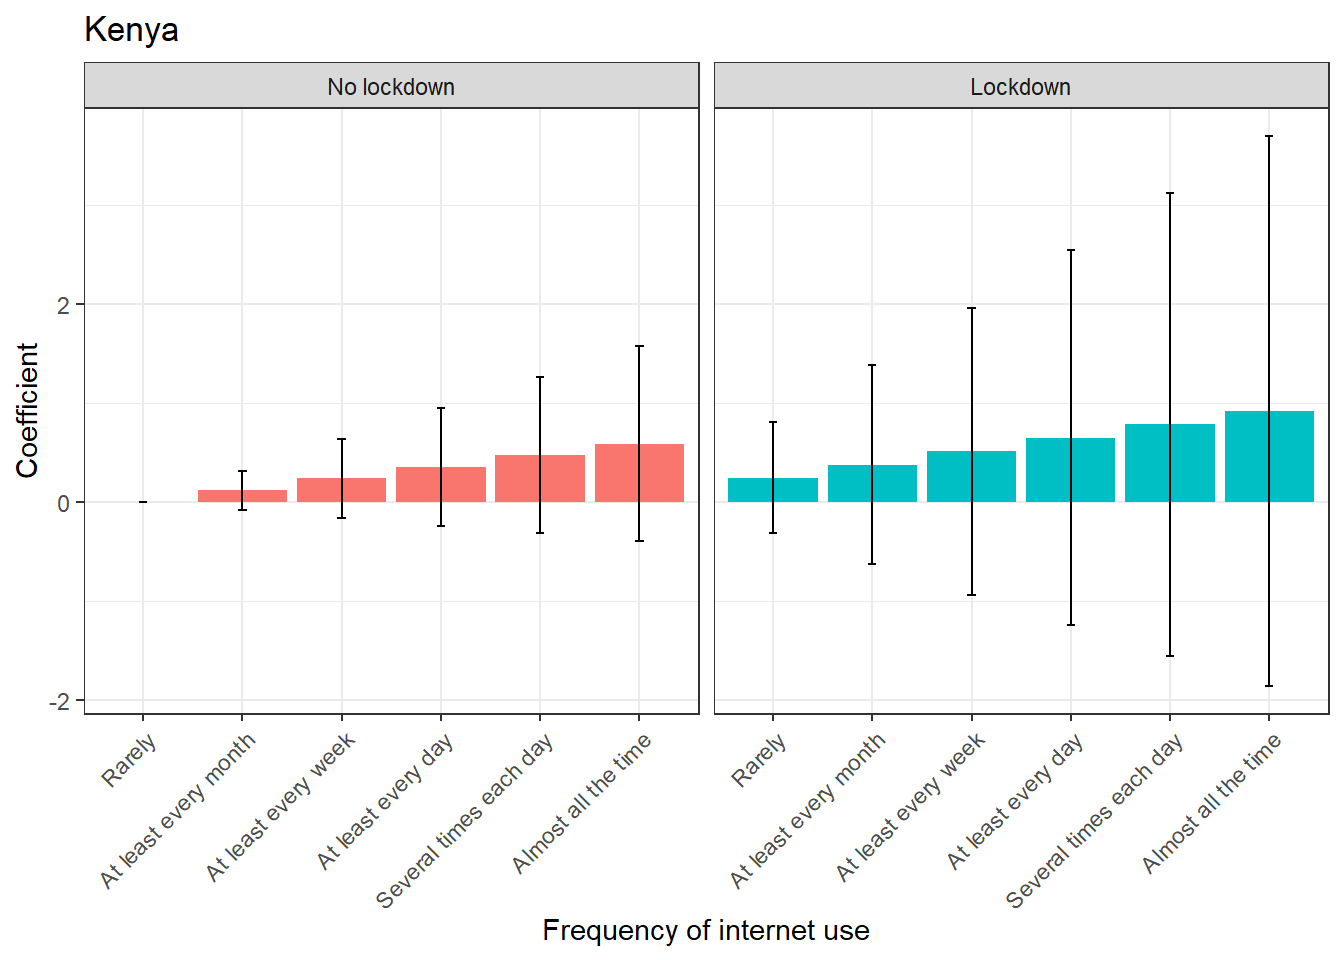 Kenya
No lockdown
Lockdown
Coefficient
2
0
-2
Rarely
At least every month
At least every week
At least every day
Several times each day
Almost all the time
Rarely
At least every month
At least every week
At least every day
Several times each day
Almost all the time
Frequency of internet use